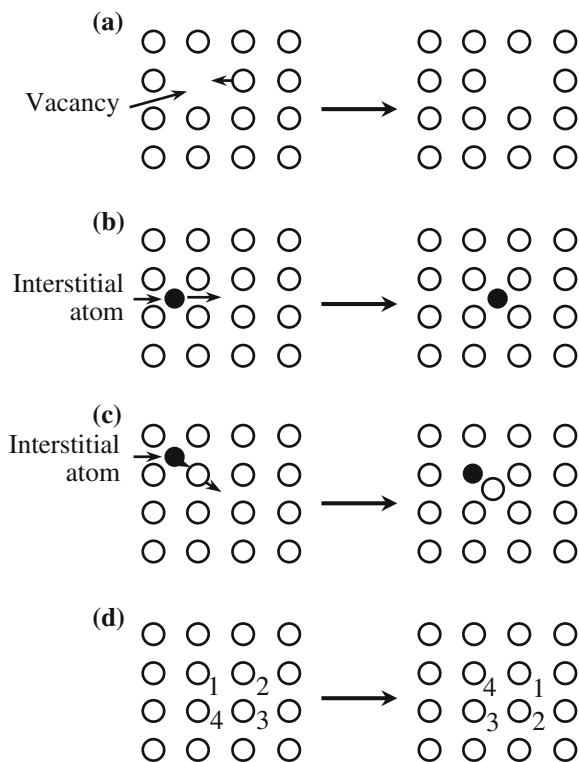 (a)
Vacancy
(b)
Interstitial
atom
(c)
Interstitial
atom
(d)
1 2 4 1
4 3 3 2